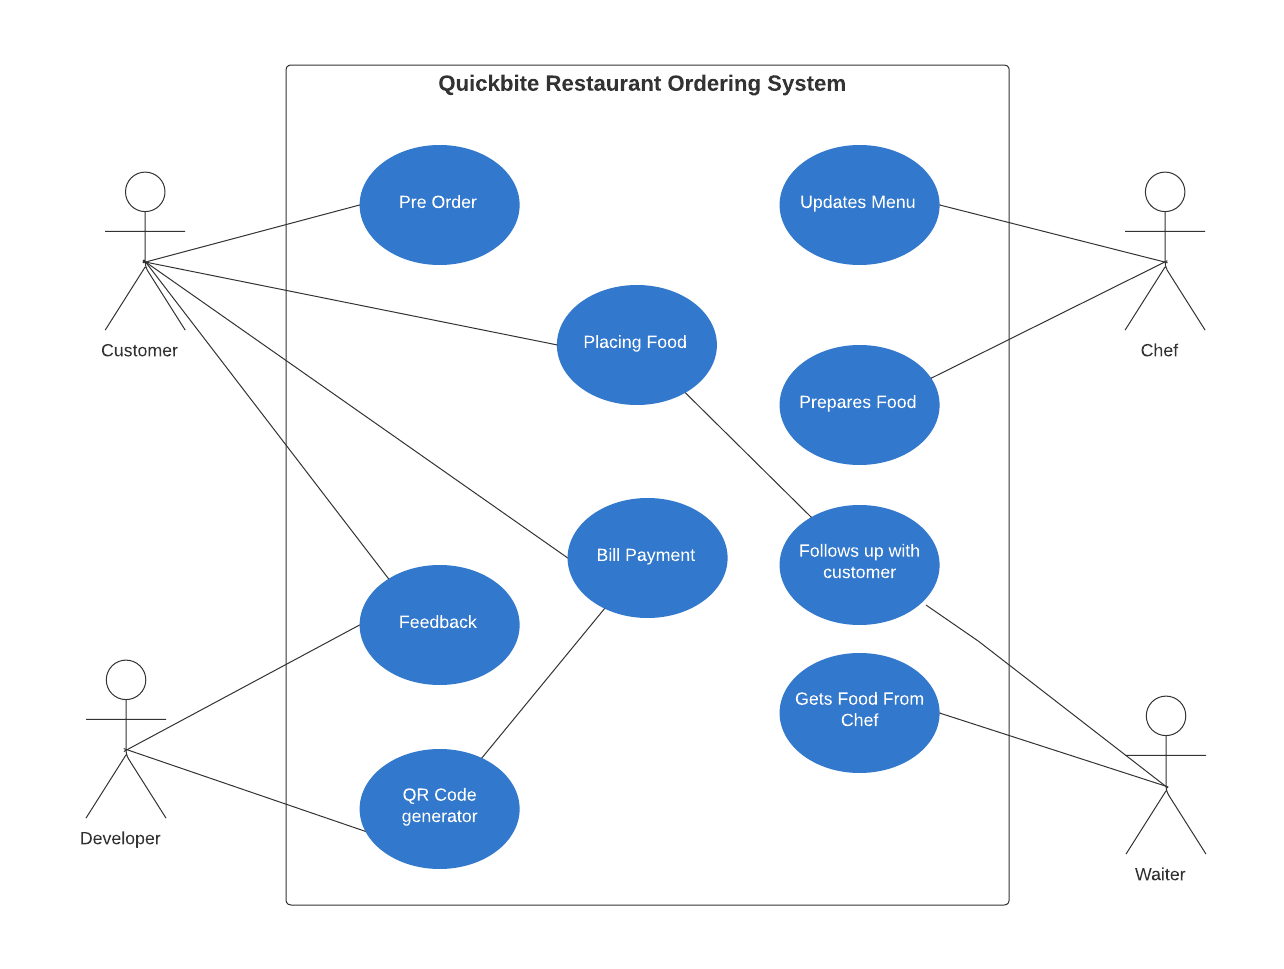 Quickbite Restaurant Ordering System
Pre Order
Updates Menu
Customer
Placing Food
Chef
Prepares Food
Bill Payment
Follows up with
customer
Feedback
Gets Food From
Chef
QR Code
generator
Developer
Waiter